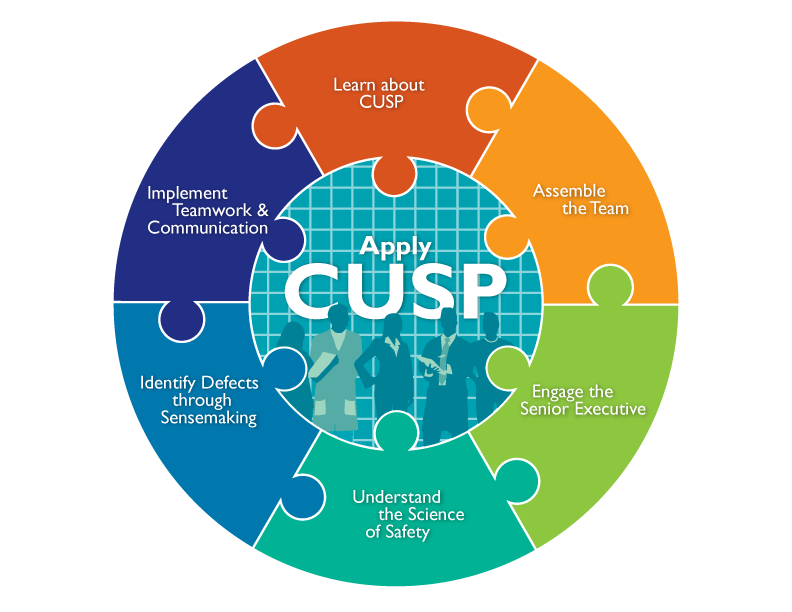 Learn about
CUSP
Assemble
the Team
Engage the
Senior Executive
Understand
the Science
of Safety
Identify Defects
through
Sensemaking
Implement
Teamwork &
Communication
Apply
CUSP